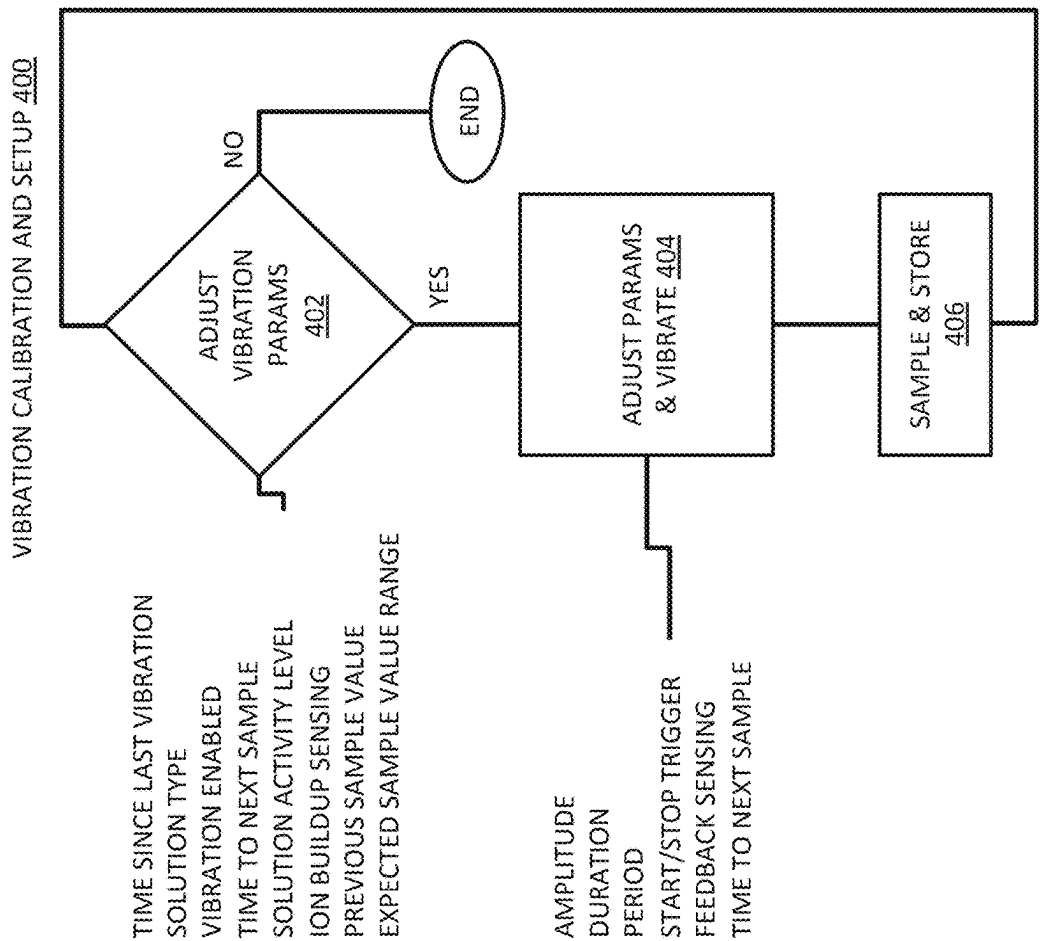 VIBRATION CALIBRATION AND SETUP 400
TIME SINCE LAST VIBRATION
SOLUTION TYPE
VIBRATION ENABLED
TIME TO NEXT SAMPLE
SOLUTION ACTIVITY LEVEL
ION BUILDUP SENSING
PREVIOUS SAMPLE VALUE
EXPECTED SAMPLE VALUE RANGE
ADJUST
VIBRATION
PARAMS
402
NO
END
YES
AMPLITUDE
DURATION
PERIOD
START/STOP TRIGGER
FEEDBACK SENSING
TIME TO NEXT SAMPLE
ADJUST PARAMS
& VIBRATE 404
SAMPLE & STORE
406